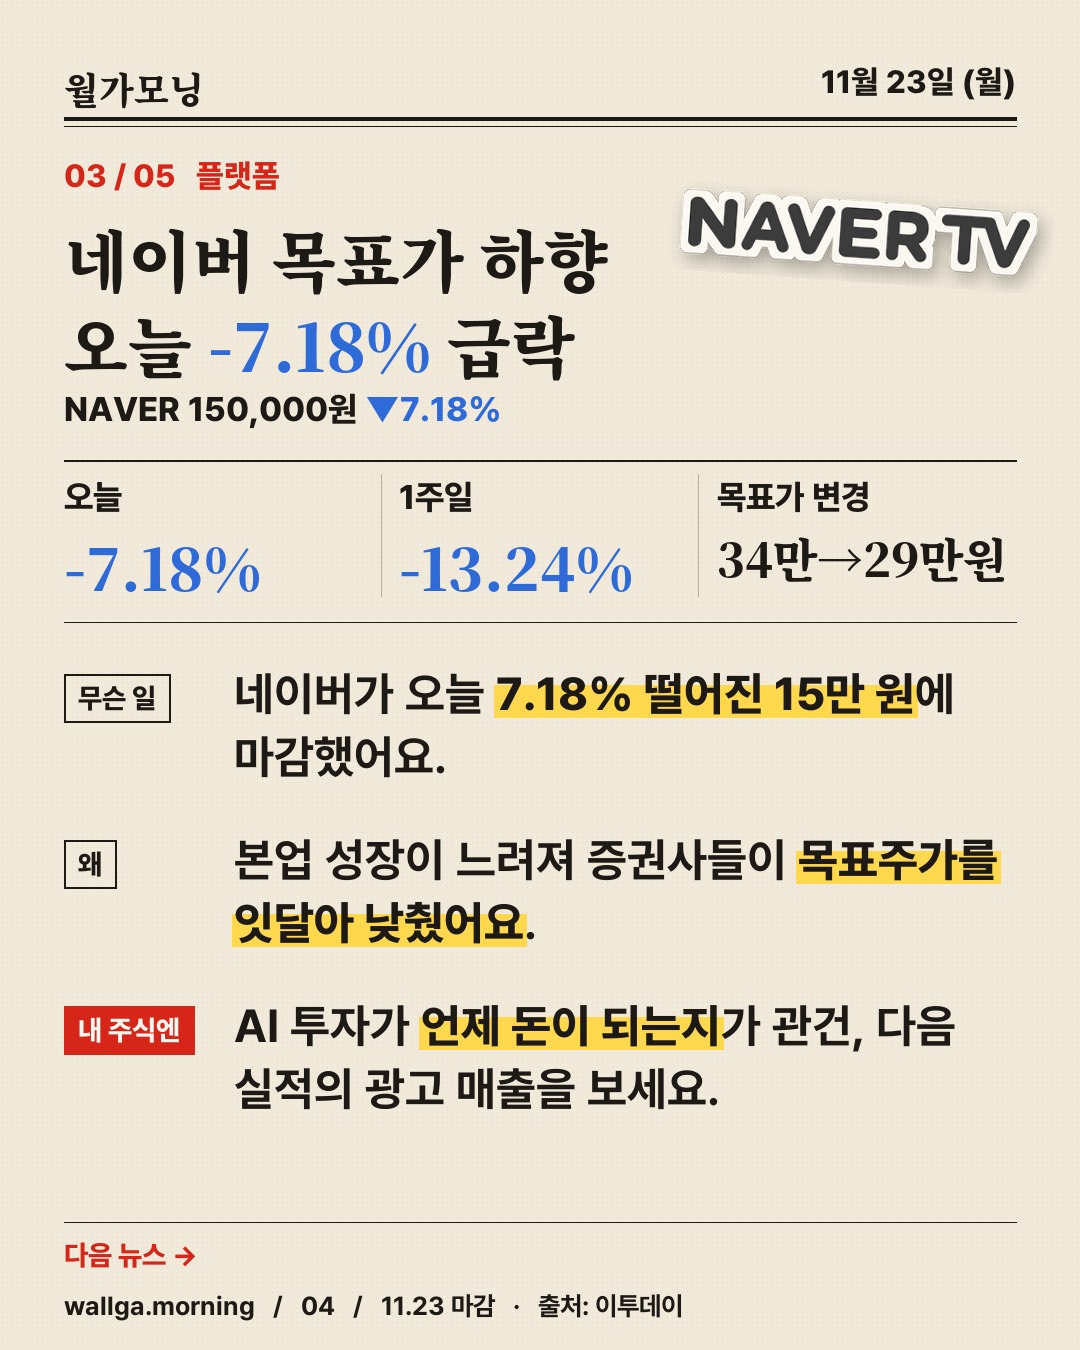 월가모닝
11월 23일 (월)
03 / 05 플랫폼
NAVER TV
네이버 목표가 하향
오늘 -7.18% 급락
NAVER 150,000원 ▼7.18%
오늘
-7.18%
1주일
-13.24%
목표가 변경
34만→29만원
무슨 일
네이버가 오늘 7.18% 떨어진 15만 원에
마감했어요.
왜
본업 성장이 느려져 증권사들이 목표주가를
잇달아 낮췄어요.
내 주식엔
AI 투자가 언제 돈이 되는지가 관건, 다음
실적의 광고 매출을 보세요.
다음 뉴스 →
wallga.morning / 04 / 11.23 마감 · 출처: 이투데이